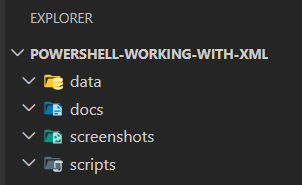 EXPLORER
POWERSHELL-WORKING-WITH-XML
data
docs
screenshots
scripts